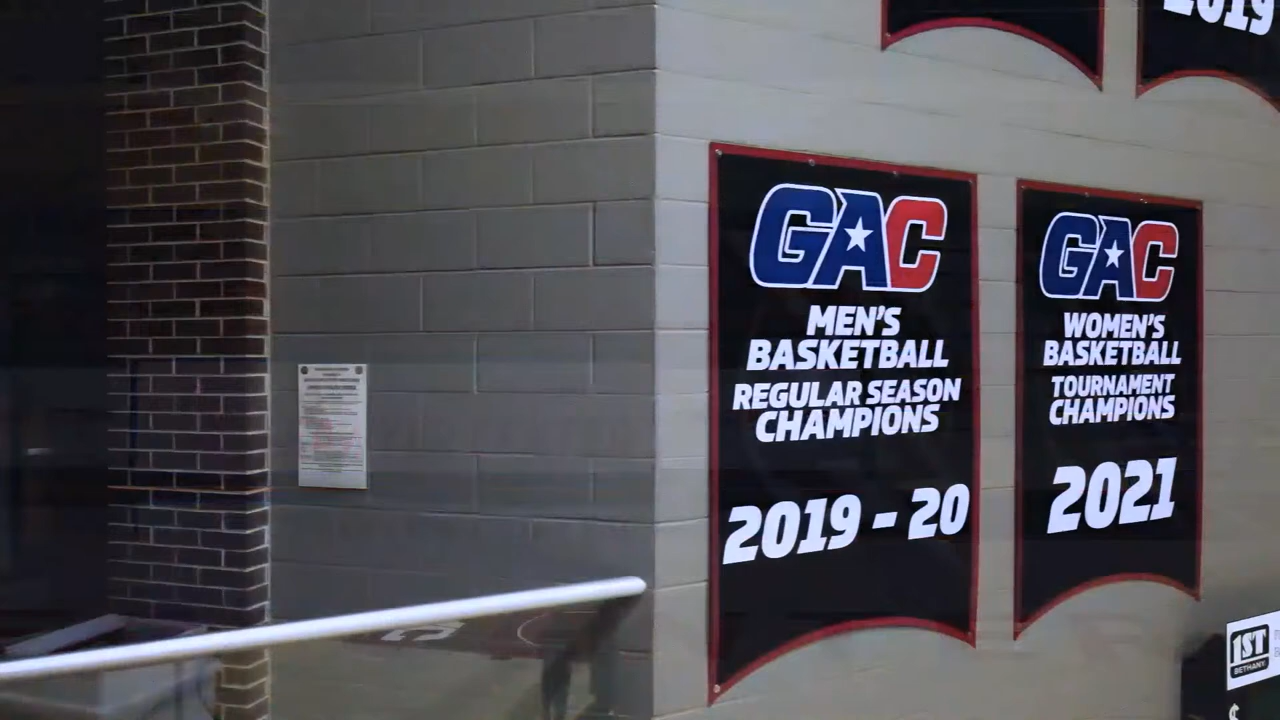 2019
GAC
MEN'S
BASKETBALL
REGULAR SEASON
CHAMPIONS
2019 - 20
GAC
WOMEN'S
BASKETBALL
TOURNAMENT
CHAMPIONS
2021
1ST
BETHANY